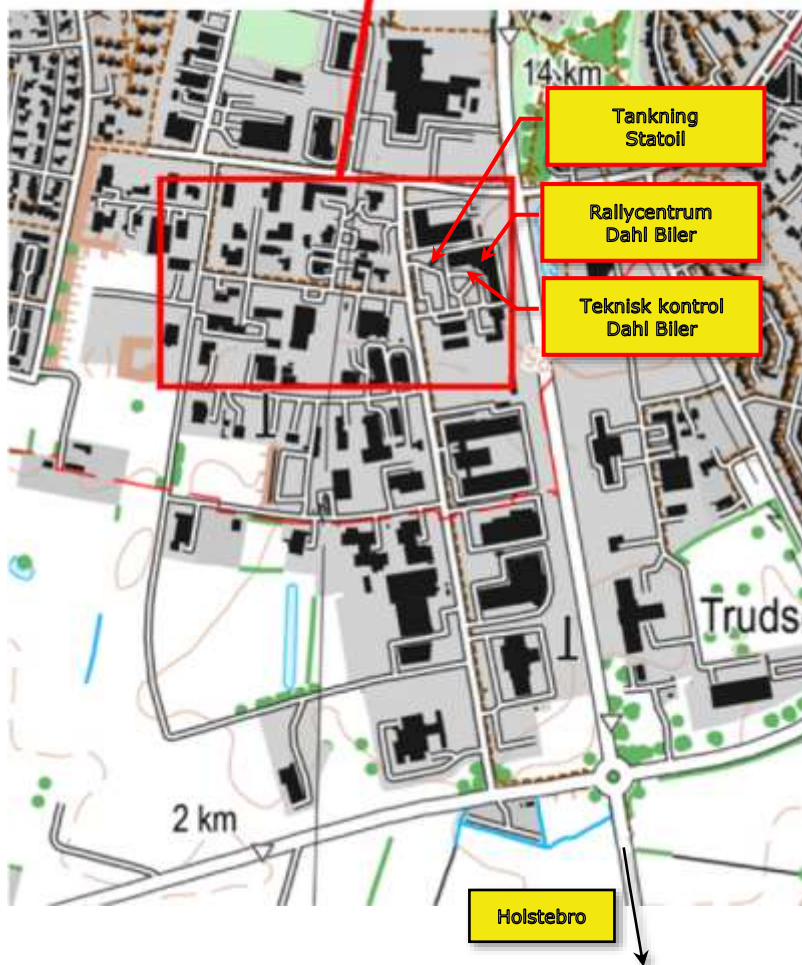 14 km
Tankning
Statoil
Rallycentrum
Dahl Biler
Teknisk kontrol
Dahl Biler
Truds
2 km
Holstebro